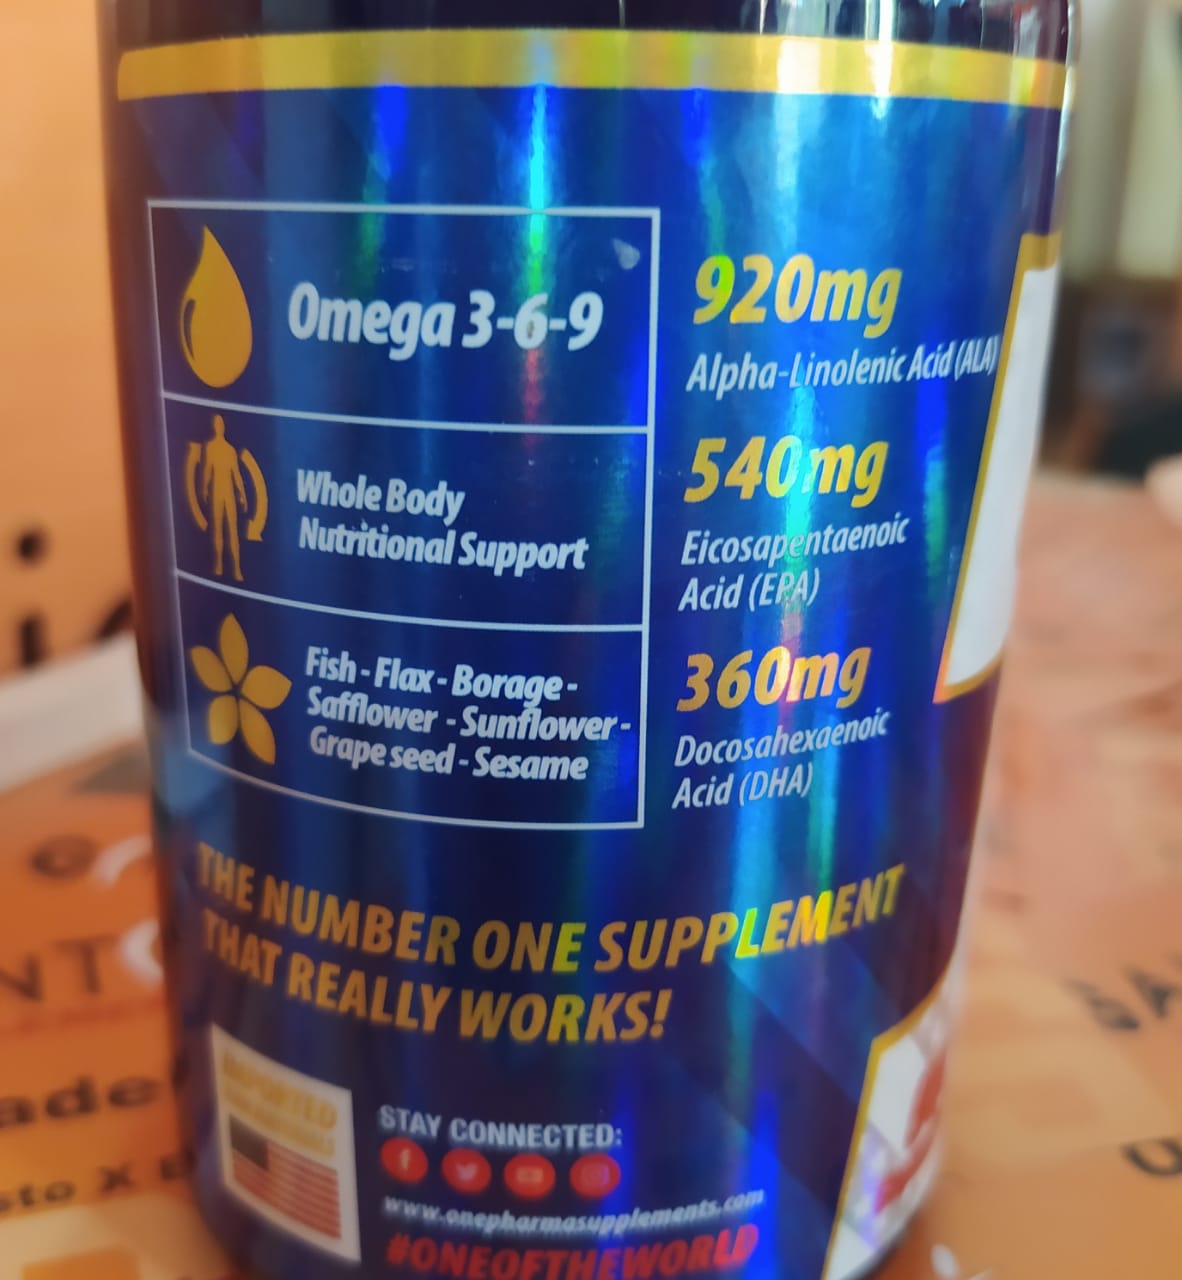 Omega 3-6-9
Whole Body
Nutritional Support
Fish - Flax - Borage -
Safflower - Sunflower -
Grape seed - Sesame
920mg
Alpha-Linolenic Acid (ALA)
540mg
Eicosapentaenoic
Acid (EPA)
360mg
Docosahexaenoic
Acid (DHA)
THE NUMBER ONE SUPPLEMENT
THAT REALLY WORKS!
IMPORTED
STAY CONNECTED:
www.onepharmasupplements.com
#ONEOFTHEWORLD